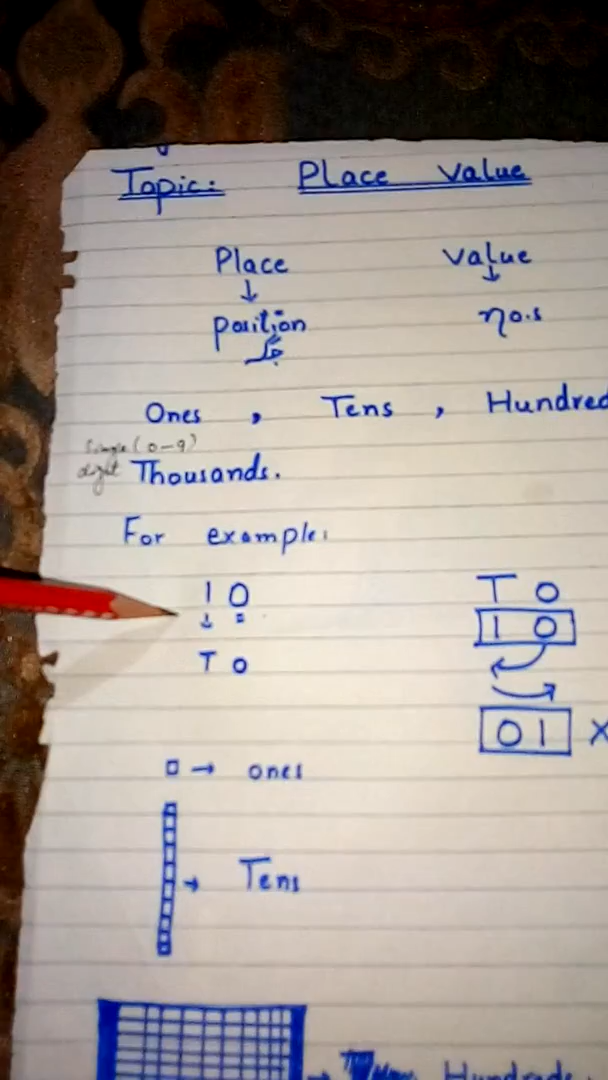 Topic: Place Value
Place Value
↓ ↓
position no.s
جگہ
Ones , Tens , Hundred
Single (0-9)
digit Thousands.
For example:
1 0 T O
↓ = 1 0
T O
0 1 ×
→ ones
→ Tens
→ Hundreds.